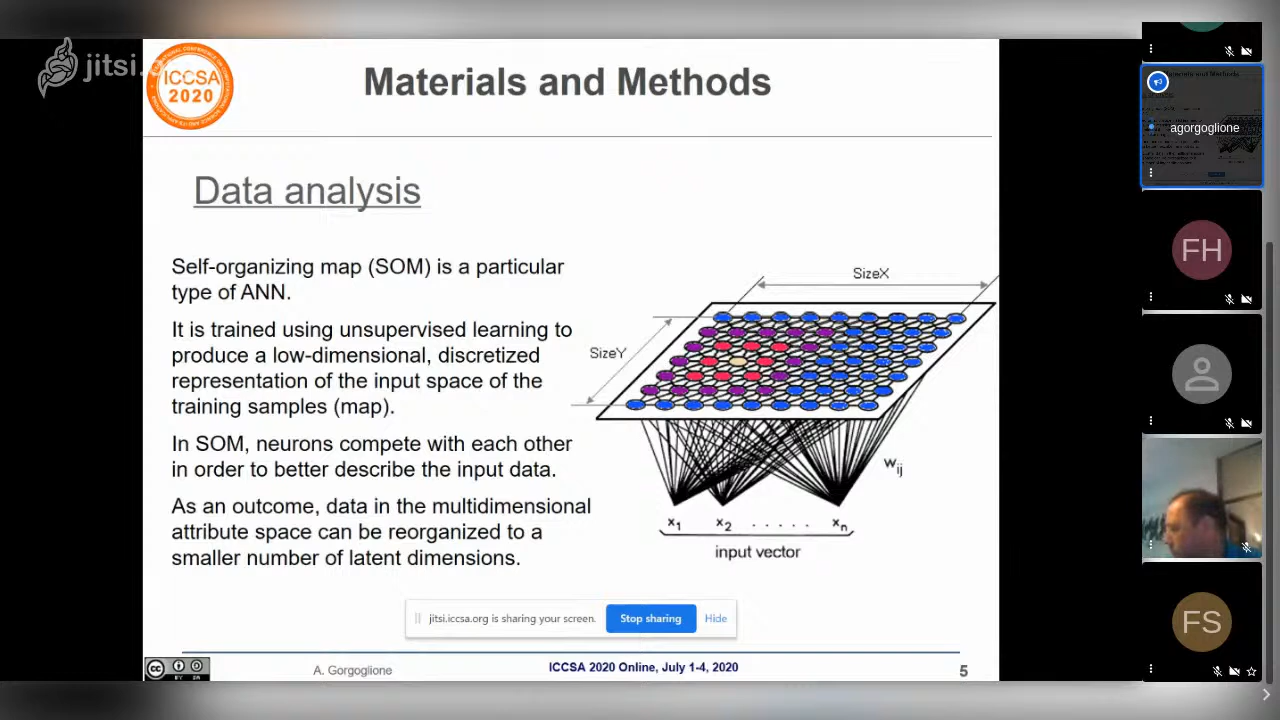 jitsi.
ICCSA
2020
Materials and Methods
agorgoglione
Data analysis
FH
Self-organizing map (SOM) is a particular
type of ANN.
It is trained using unsupervised learning to
produce a low-dimensional, discretized
representation of the input space of the
training samples (map).
In SOM, neurons compete with each other
in order to better describe the input data.
As an outcome, data in the multidimensional
attribute space can be reorganized to a
smaller number of latent dimensions.
SizeX
SizeY
wij
x1 x2 . . . . . xn
input vector
jitsi.iccsa.org is sharing your screen. Stop sharing Hide
FS
CC BY
A. Gorgoglione ICCSA 2020 Online, July 1-4, 2020 5